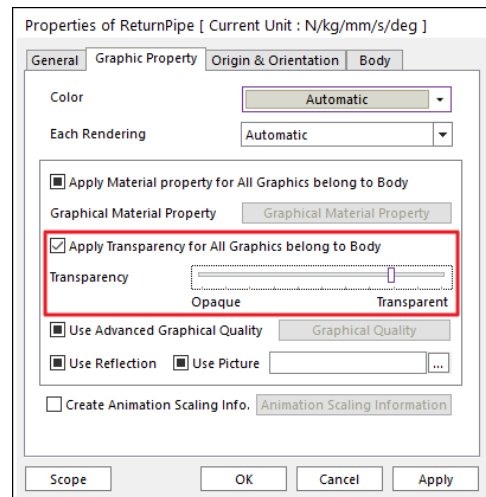 Properties of ReturnPipe [ Current Unit : N/kg/mm/s/deg ]
General Graphic Property Origin & Orientation Body
Color Automatic
Each Rendering Automatic
Apply Material property for All Graphics belong to Body
Graphical Material Property Graphical Material Property
Apply Transparency for All Graphics belong to Body
Transparency
Opaque Transparent
Use Advanced Graphical Quality Graphical Quality
Use Reflection Use Picture ...
Create Animation Scaling Info. Animation Scaling Information
Scope OK Cancel Apply